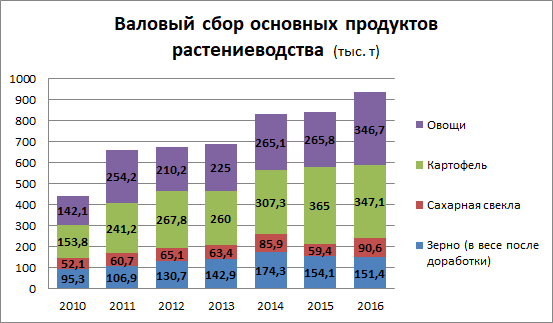 Валовый сбор основных продуктов
растениеводства (тыс. т)
1000
900
800
700
600
500
400
300
200
100
0
142,1 254,2 210,2 225 265,1 265,8 346,7
153,8 241,2 267,8 260 307,3 365 347,1
52,1 60,7 65,1 63,4 85,9 59,4 90,6
95,3 106,9 130,7 142,9 174,3 154,1 151,4
2010 2011 2012 2013 2014 2015 2016
Овощи
Картофель
Сахарная свекла
Зерно (в весе после
доработки)